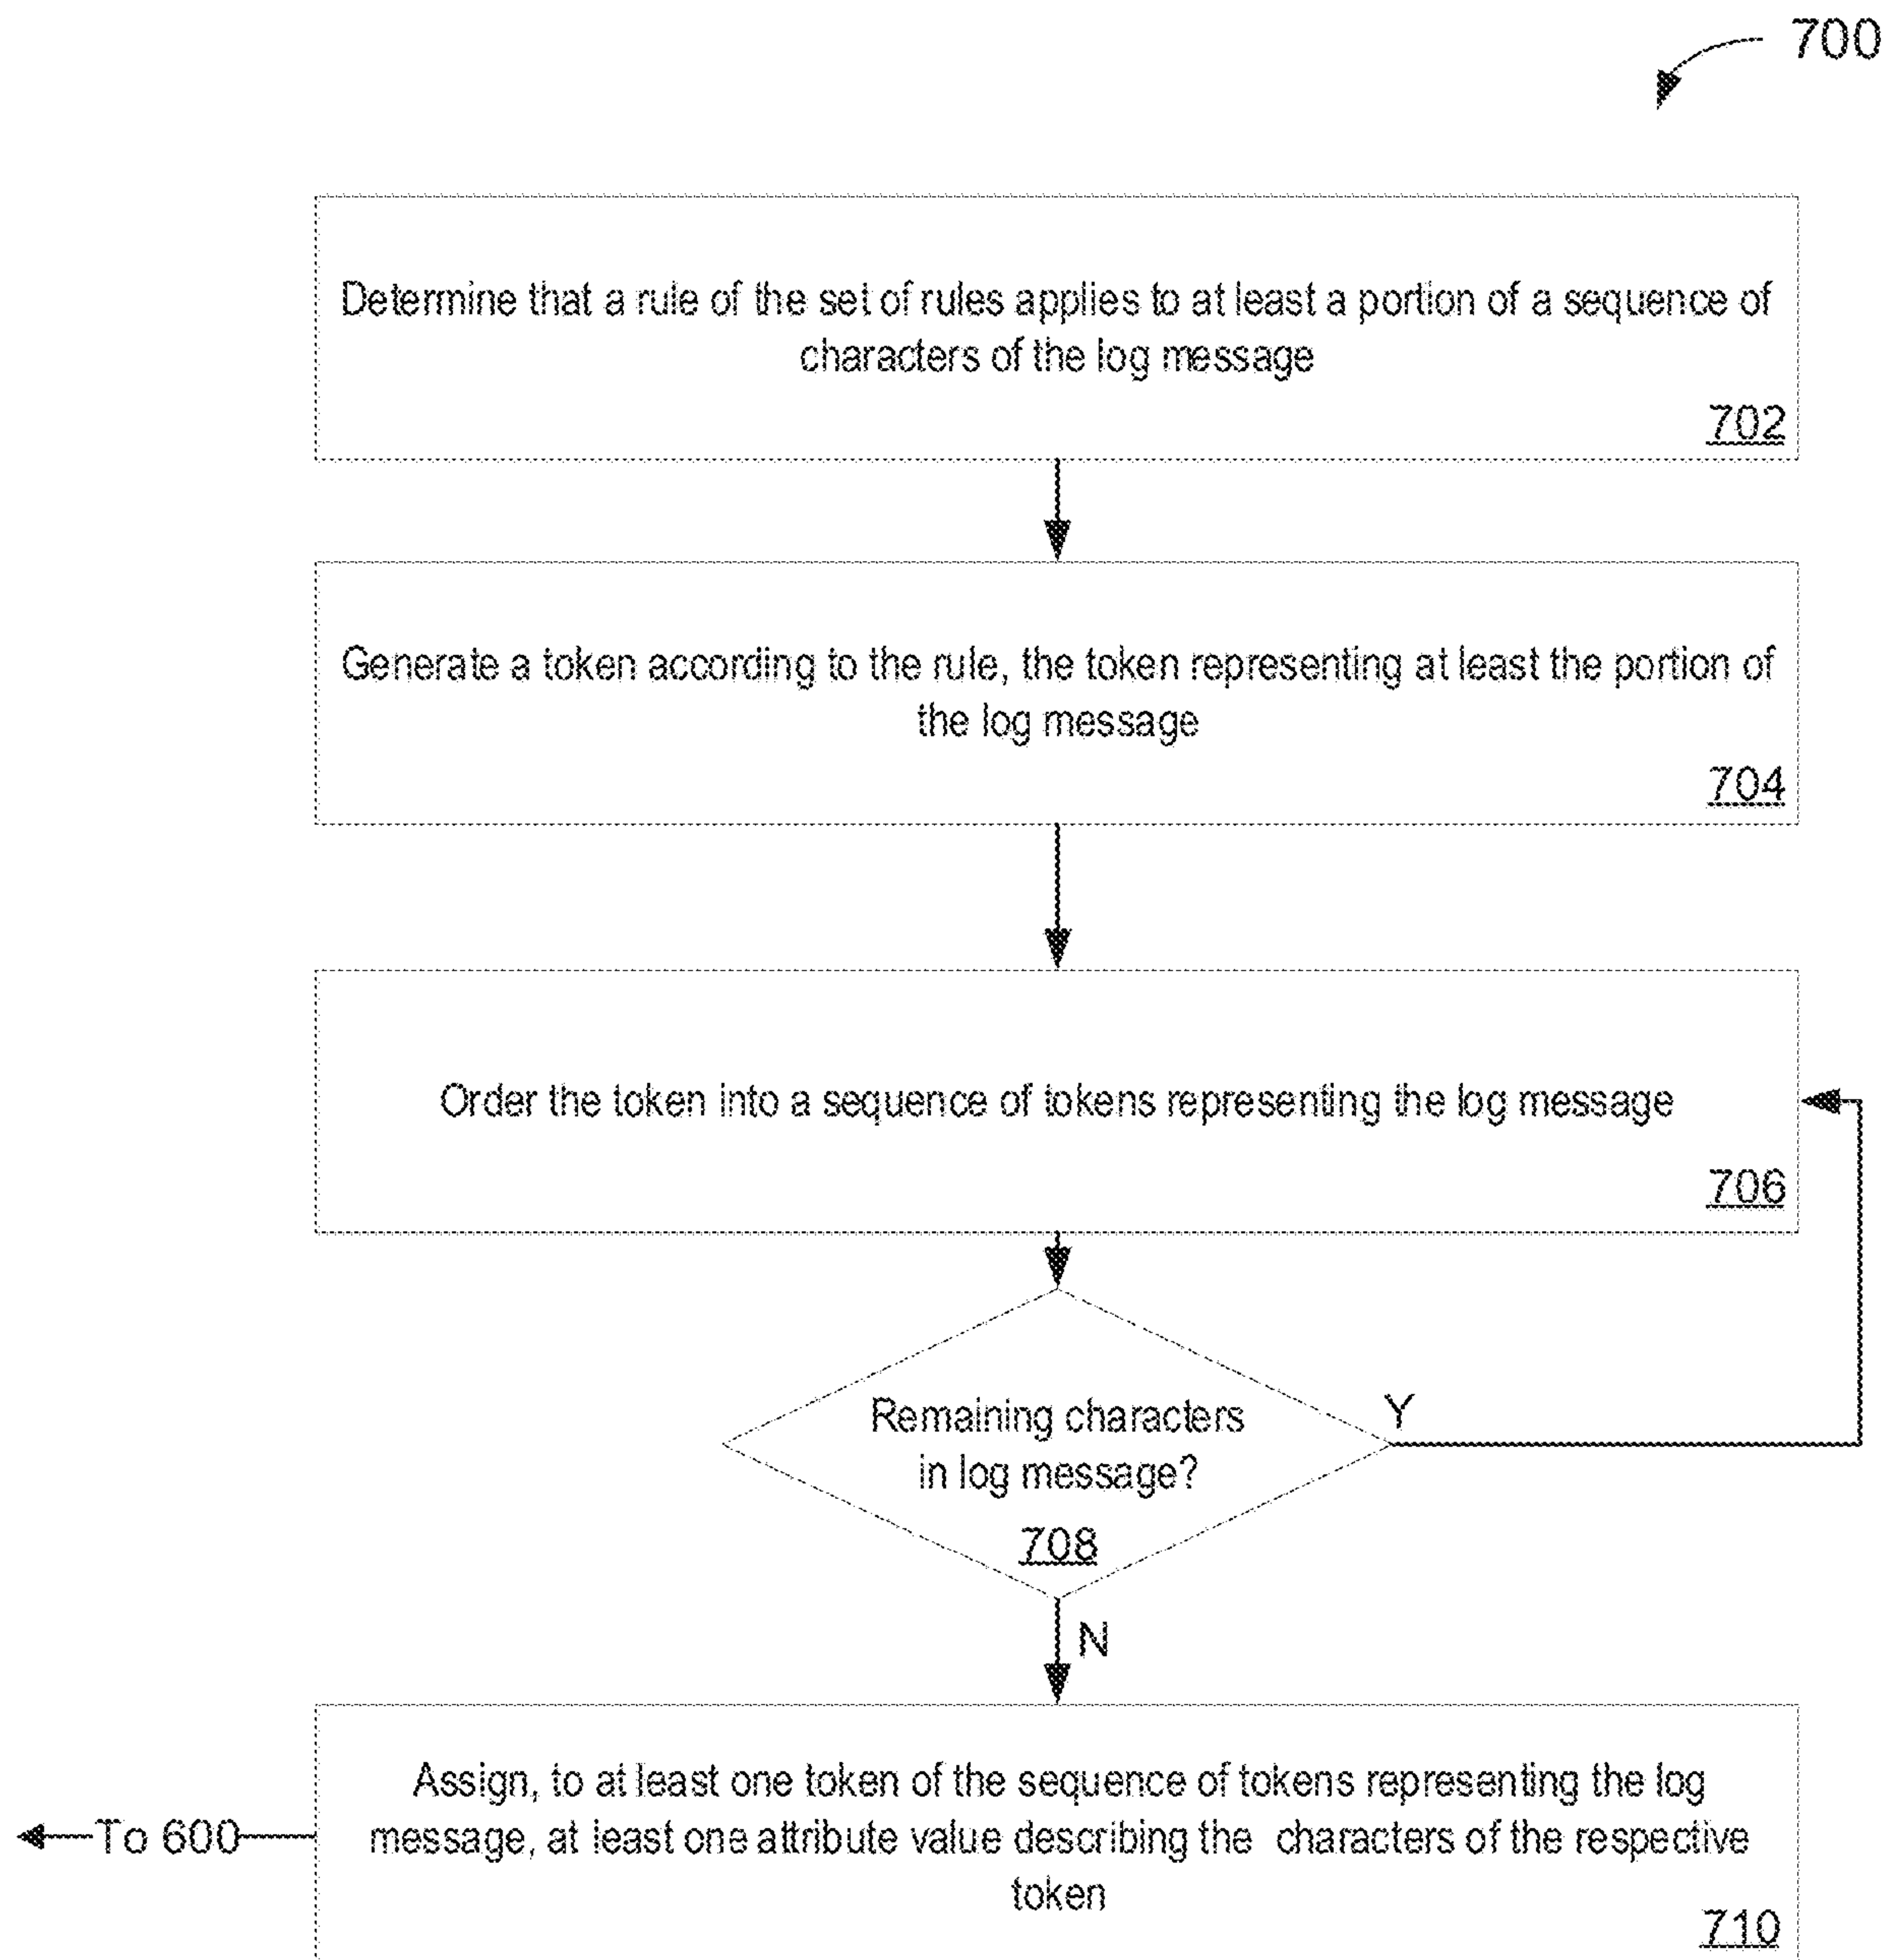 700
Determine that a rule of the set of rules applies to at least a portion of a sequence of
characters of the log message
702
Generate a token according to the rule, the token representing at least the portion of
the log message
704
Order the token into a sequence of tokens representing the log message
706
Remaining characters
in log message?
708
Y
N
Assign, to at least one token of the sequence of tokens representing the log
message, at least one attribute value describing the characters of the respective
token
710
To 600